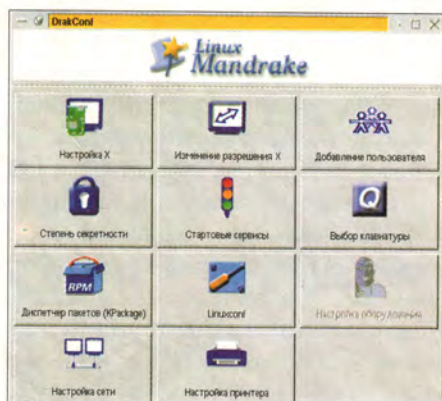 DrakConf
Linux
Mandrake
Настройка X
Изменение разрешения X
Добавление пользователя
Степень секретности
Стартовые сервисы
Q
Выбор клавиатуры
RPM
Диспетчер пакетов (KPackage)
Linuxconf
Настройка оборудования
Настройка сети
Настройка принтера